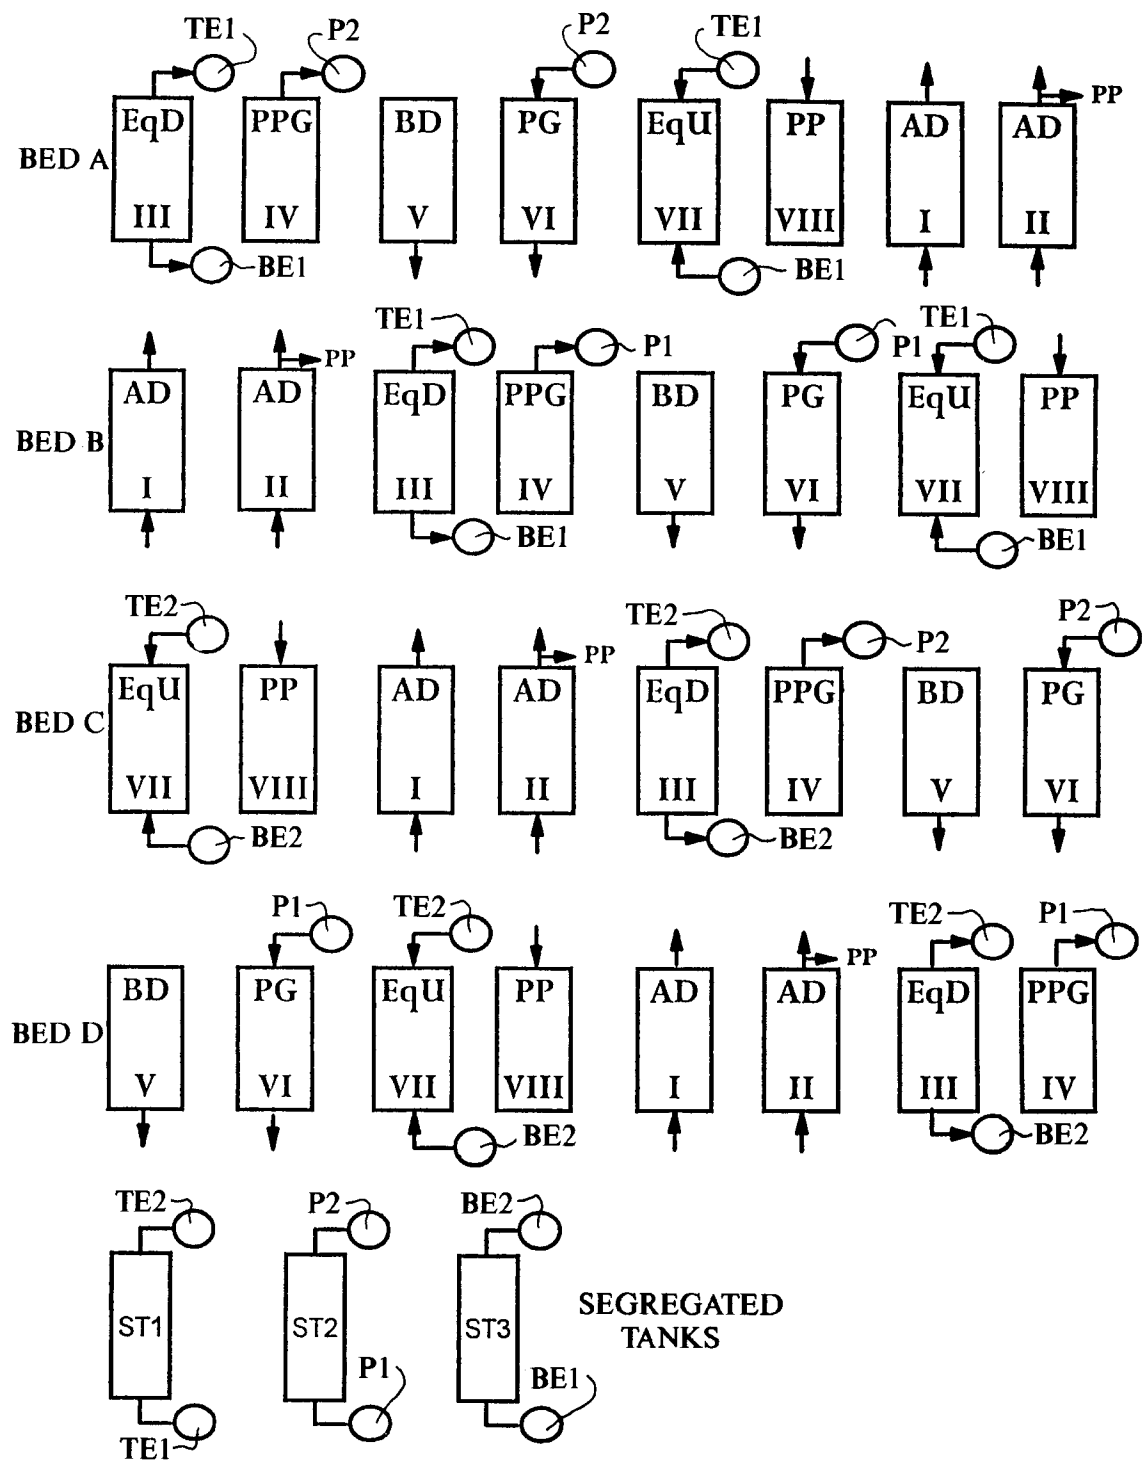 TE1 P2 P2 TE1
EqD PPG BD PG EqU PP AD AD PP
BED A
III IV V VI VII VIII I II
BE1 BE1
TE1 P1 P1 TE1
AD AD PP EqD PPG BD PG EqU PP
BED B
I II III IV V VI VII VIII
BE1 BE1
TE2 TE2 P2 P2
EqU PP AD AD PP EqD PPG BD PG
BED C
VII VIII I II III IV V VI
BE2 BE2
P1 TE2 TE2 P1
BD PG EqU PP AD AD PP EqD PPG
BED D
V VI VII VIII I II III IV
BE2 BE2
TE2 P2 BE2
ST1 ST2 ST3
SEGREGATED
TANKS
TE1 P1 BE1